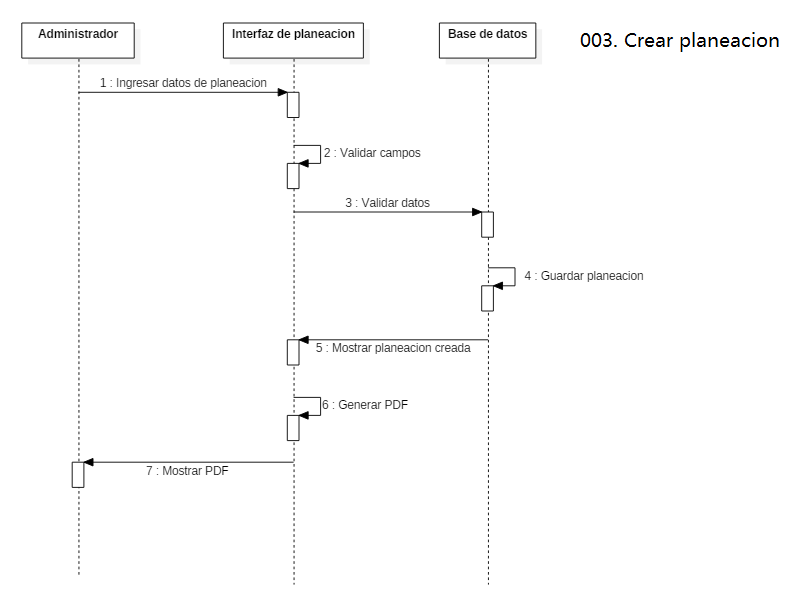 Administrador
Interfaz de planeacion
Base de datos
003. Crear planeacion
1 : Ingresar datos de planeacion
2 : Validar campos
3 : Validar datos
4 : Guardar planeacion
5 : Mostrar planeacion creada
6 : Generar PDF
7 : Mostrar PDF